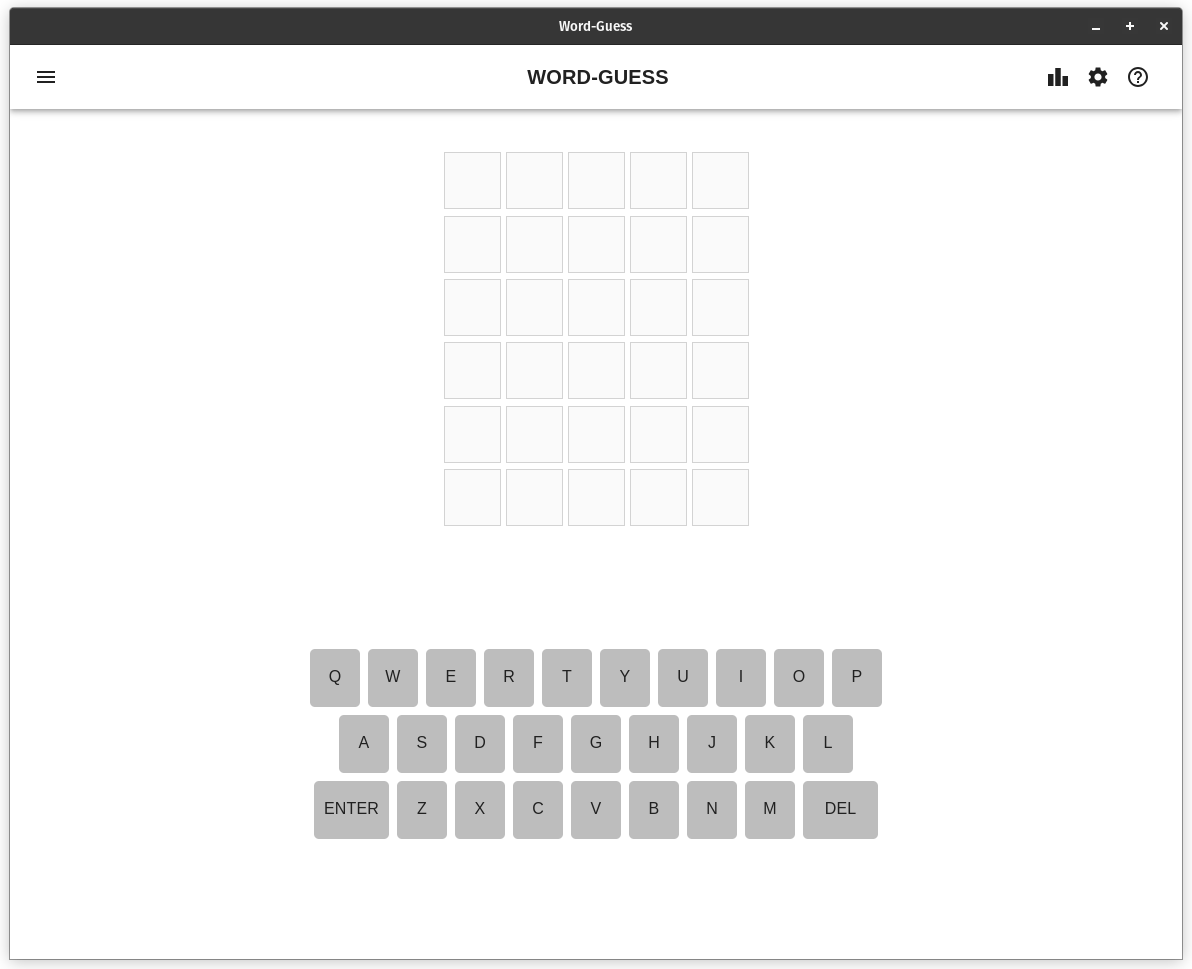 Word-Guess
WORD-GUESS
Q W E R T Y U I O P
A S D F G H J K L
ENTER Z X C V B N M DEL